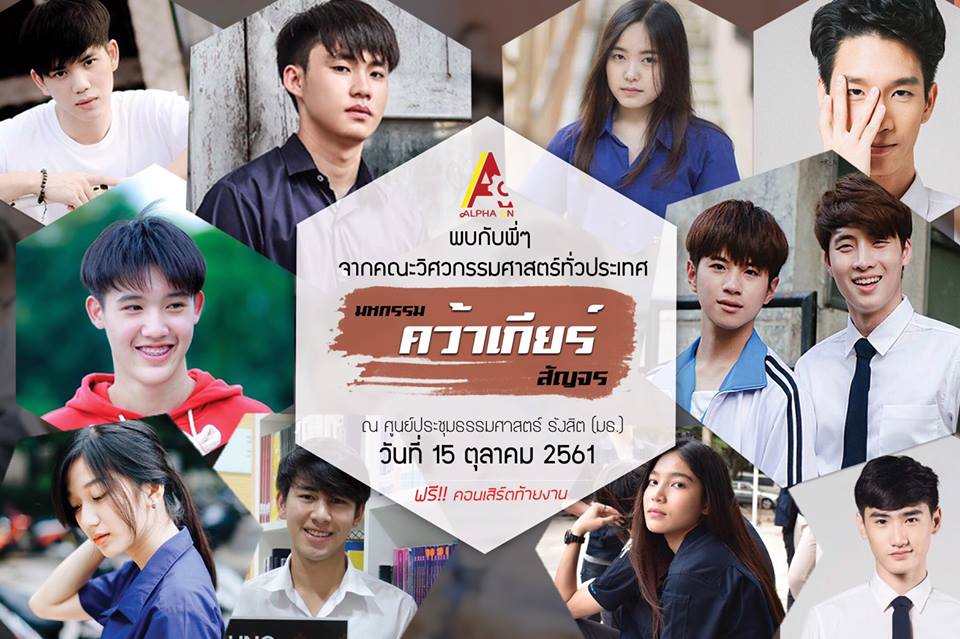 ALPHA ON
พบกับพี่ๆ
จากคณะวิศวกรรมศาสตร์ทั่วประเทศ
มหกรรม
คว้าเกียร์
สัญจร
ณ ศูนย์ประชุมธรรมศาสตร์ รังสิต (มธ.)
วันที่ 15 ตุลาคม 2561
ฟรี!! คอนเสิร์ตท้ายงาน